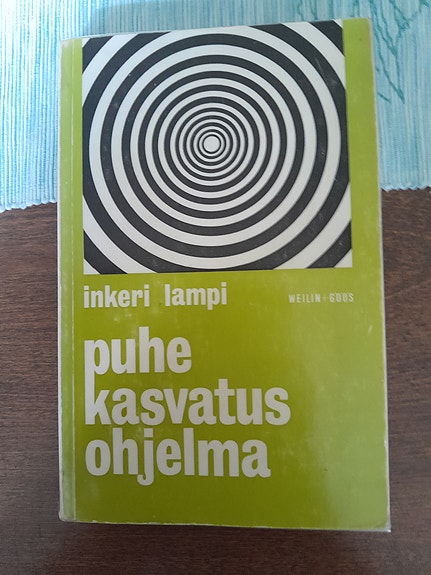 inkeri lampi
WEILIN+GÖÖS
puhe
kasvatus
ohjelma